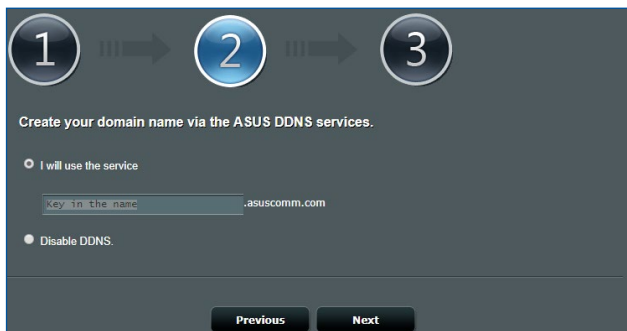 1 2 3
Create your domain name via the ASUS DDNS services.
I will use the service
Key in the name .asuscomm.com
Disable DDNS.
Previous Next